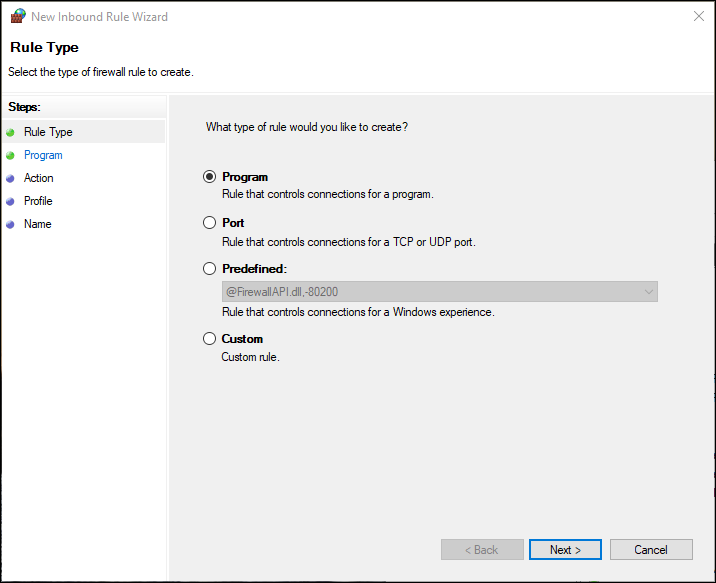 New Inbound Rule Wizard
Rule Type
Select the type of firewall rule to create.
Steps:
Rule Type
Program
Action
Profile
Name
What type of rule would you like to create?
Program
Rule that controls connections for a program.
Port
Rule that controls connections for a TCP or UDP port.
Predefined:
@FirewallAPI.dll,-80200
Rule that controls connections for a Windows experience.
Custom
Custom rule.
< Back
Next >
Cancel